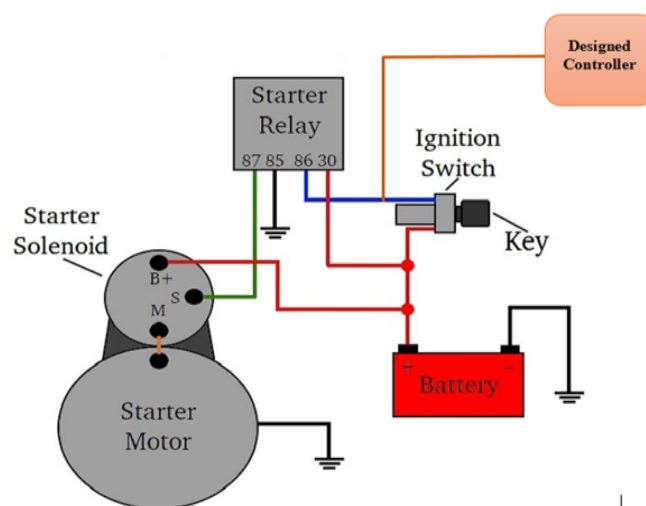 Designed
Controller
Starter
Relay
87 85 86 30
Ignition
Switch
Key
Starter
Solenoid
B+
S
M
+ −
Battery
Starter
Motor